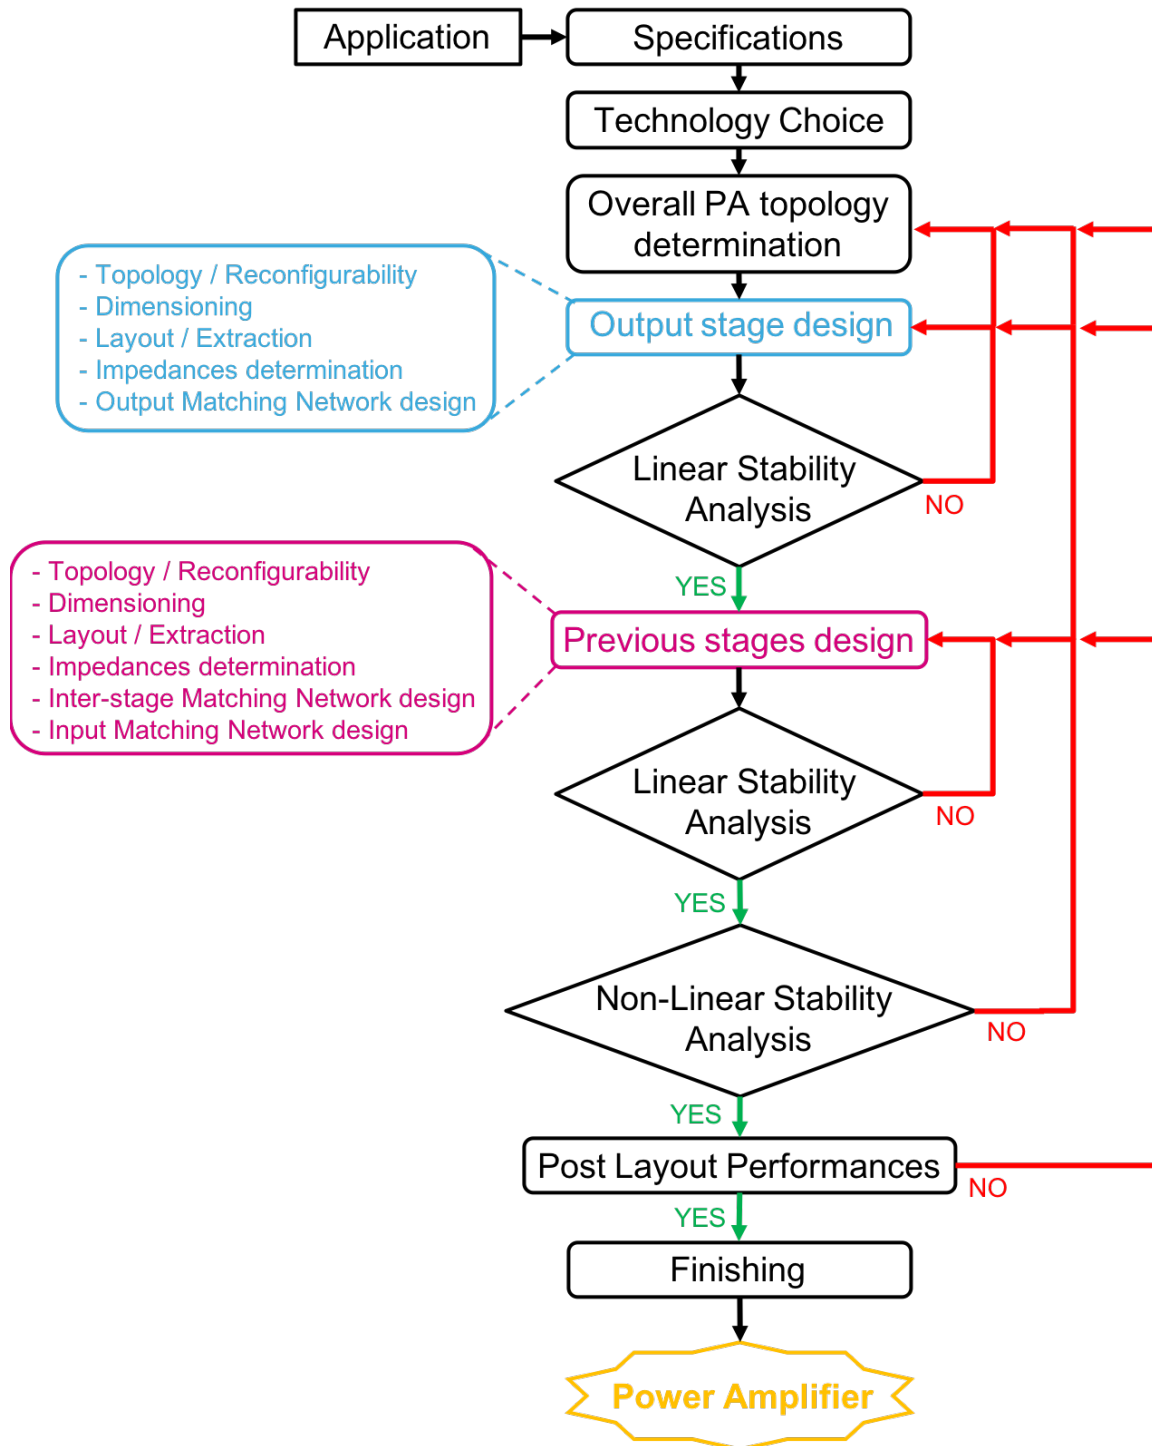 Application
Specifications
Technology Choice
Overall PA topology
determination
- Topology / Reconfigurability
- Dimensioning
- Layout / Extraction
- Impedances determination
- Output Matching Network design
Output stage design
Linear Stability
Analysis
NO
YES
- Topology / Reconfigurability
- Dimensioning
- Layout / Extraction
- Impedances determination
- Inter-stage Matching Network design
- Input Matching Network design
Previous stages design
Linear Stability
Analysis
NO
YES
Non-Linear Stability
Analysis
NO
YES
Post Layout Performances
NO
YES
Finishing
Power Amplifier